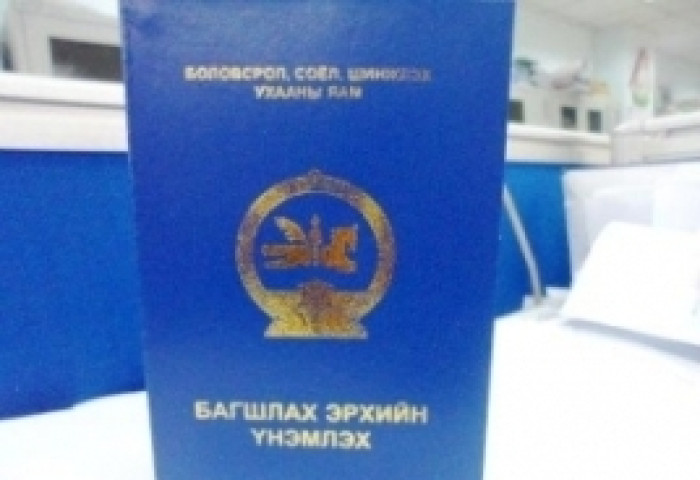 БОЛОВСРОЛ, СОЁЛ, ШИНЖЛЭХ
УХААНЫ ЯАМ
БАГШЛАХ ЭРХИЙН
ҮНЭМЛЭХ